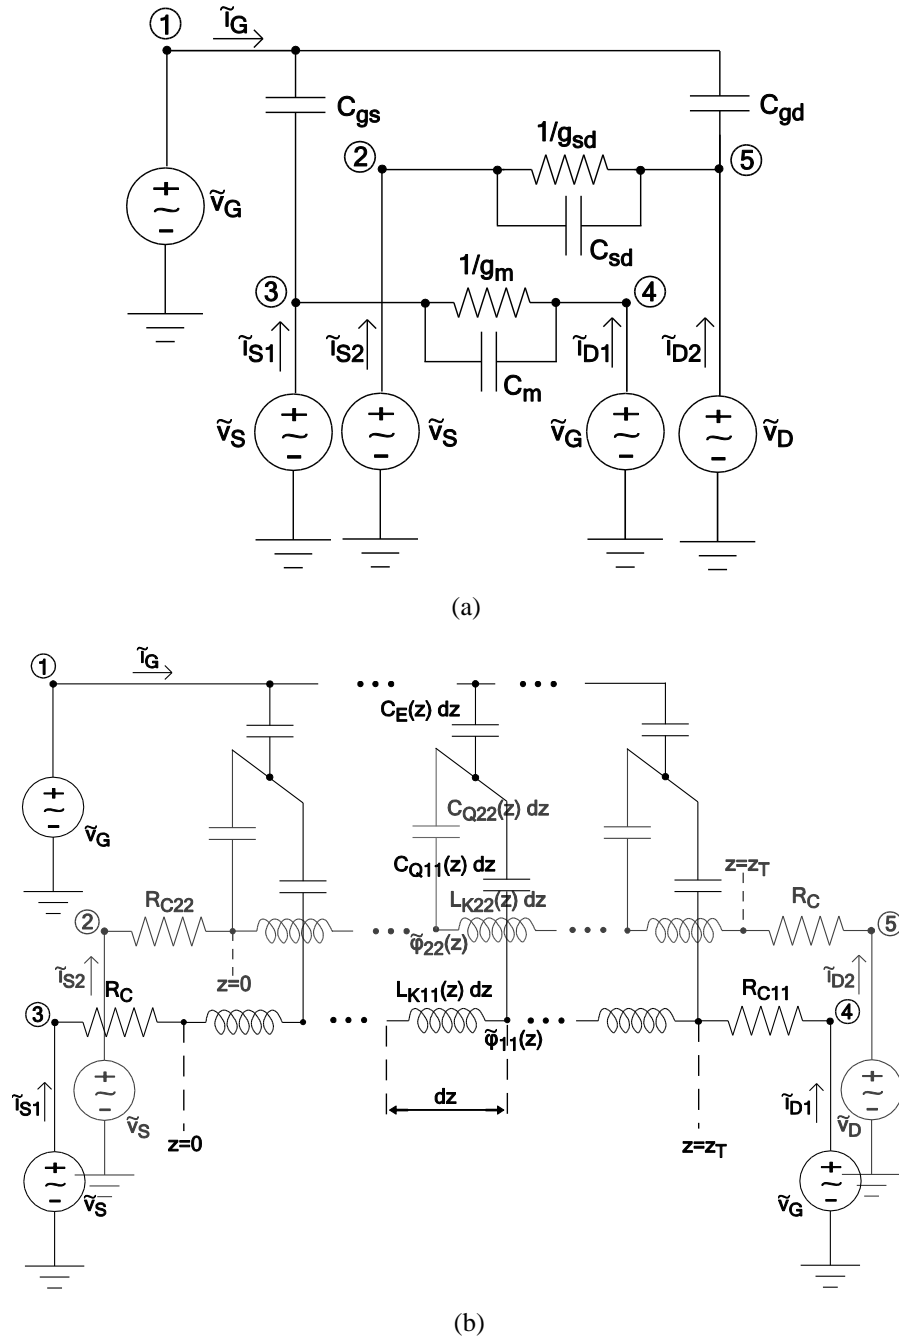 ① ĩG
Cgs
Cgd
1/gsd
② ⑤
+ ~ - ṽG
Csd
1/gm
③ ④
ĩS1 ĩS2 ĩD1 ĩD2
Cm
ṽS + ~ - + ~ - ṽS ṽG + ~ - + ~ - ṽD
(a)
① ĩG
CE(z) dz
+ ~ - ṽG
CQ22(z) dz
CQ11(z) dz z=zT
② RC22 LK22(z) dz RC ⑤
φ̃22(z)
ĩS2 z=0 ĩD2
③ RC LK11(z) dz RC11 ④
φ̃11(z)
ĩS1 + ~ - ṽS dz ĩD1 + ~ - ṽD
z=0 z=zT
+ ~ - ṽS ṽG + ~ -
(b)